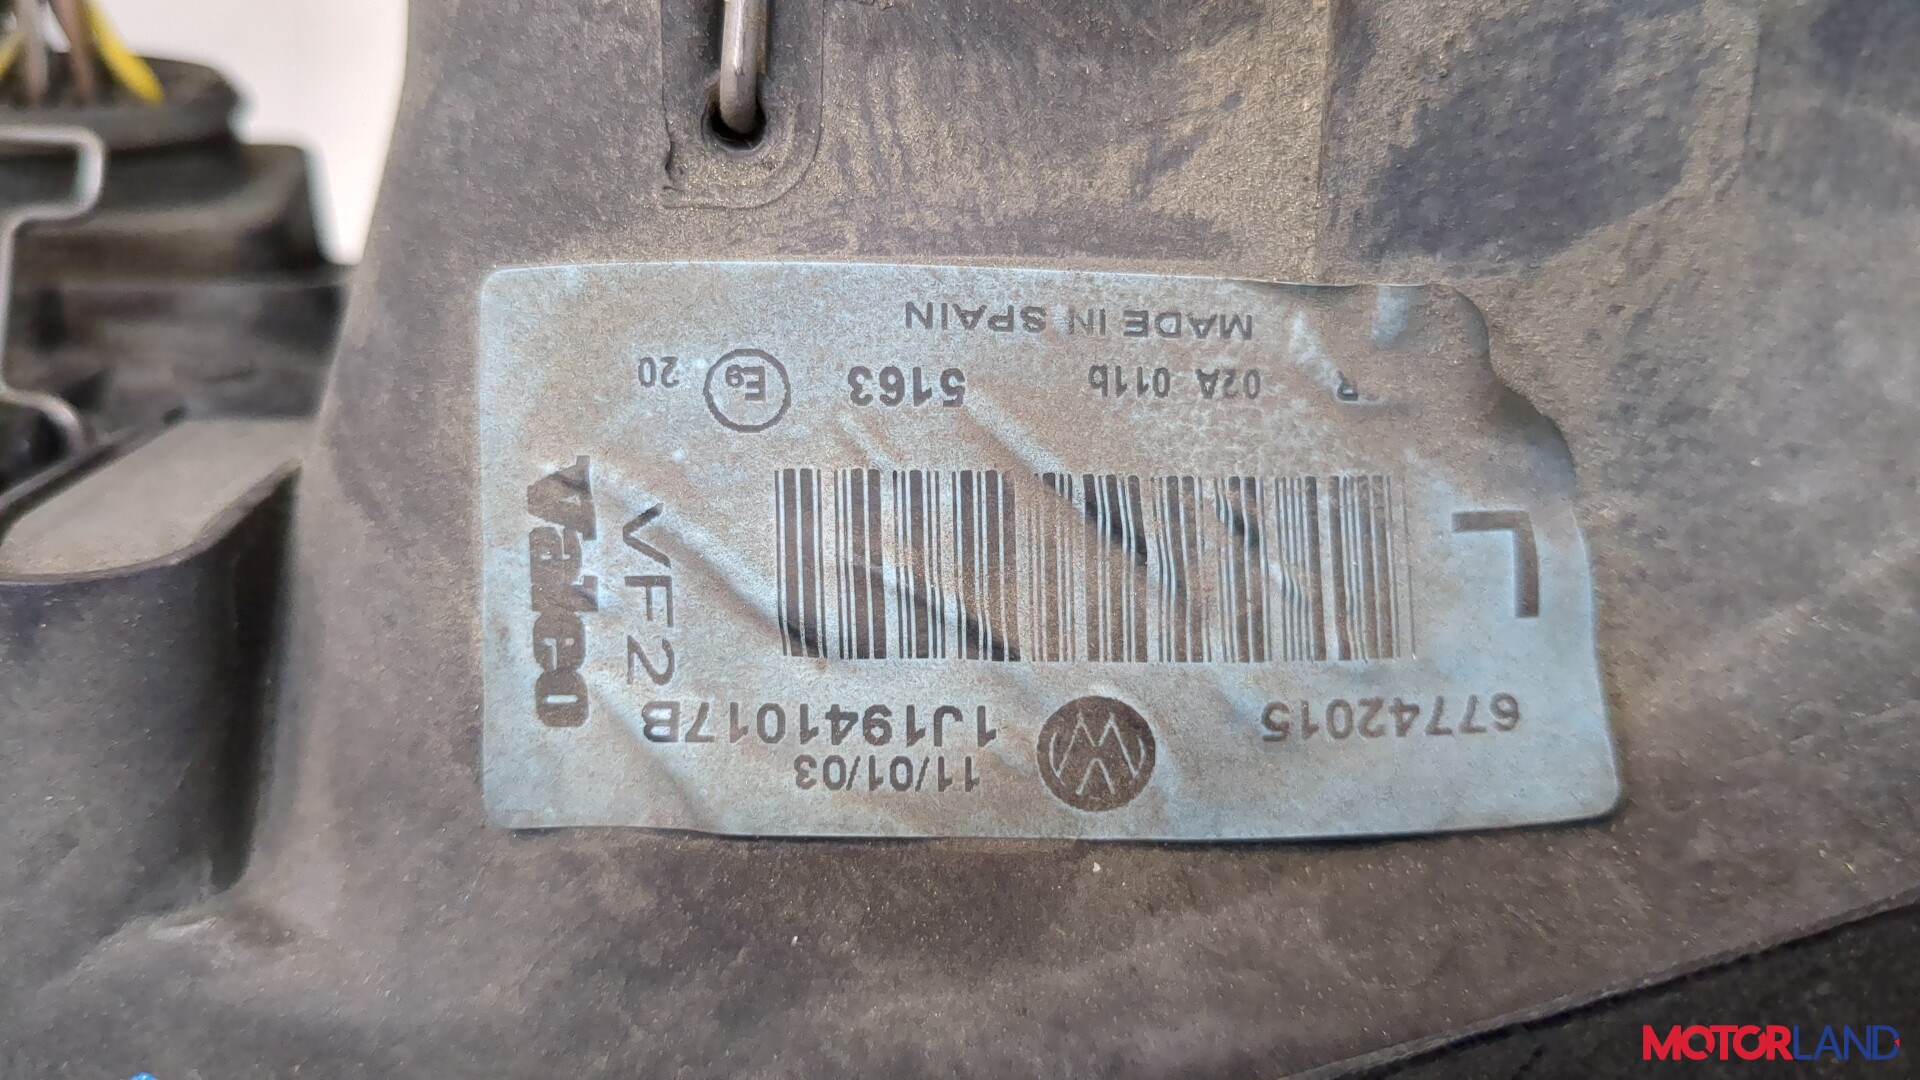 11/01/03
67742015 1J1941017B
L
VF2
Valeo
02A 011b 5163 E9 20
MADE IN SPAIN
MOTORLAND